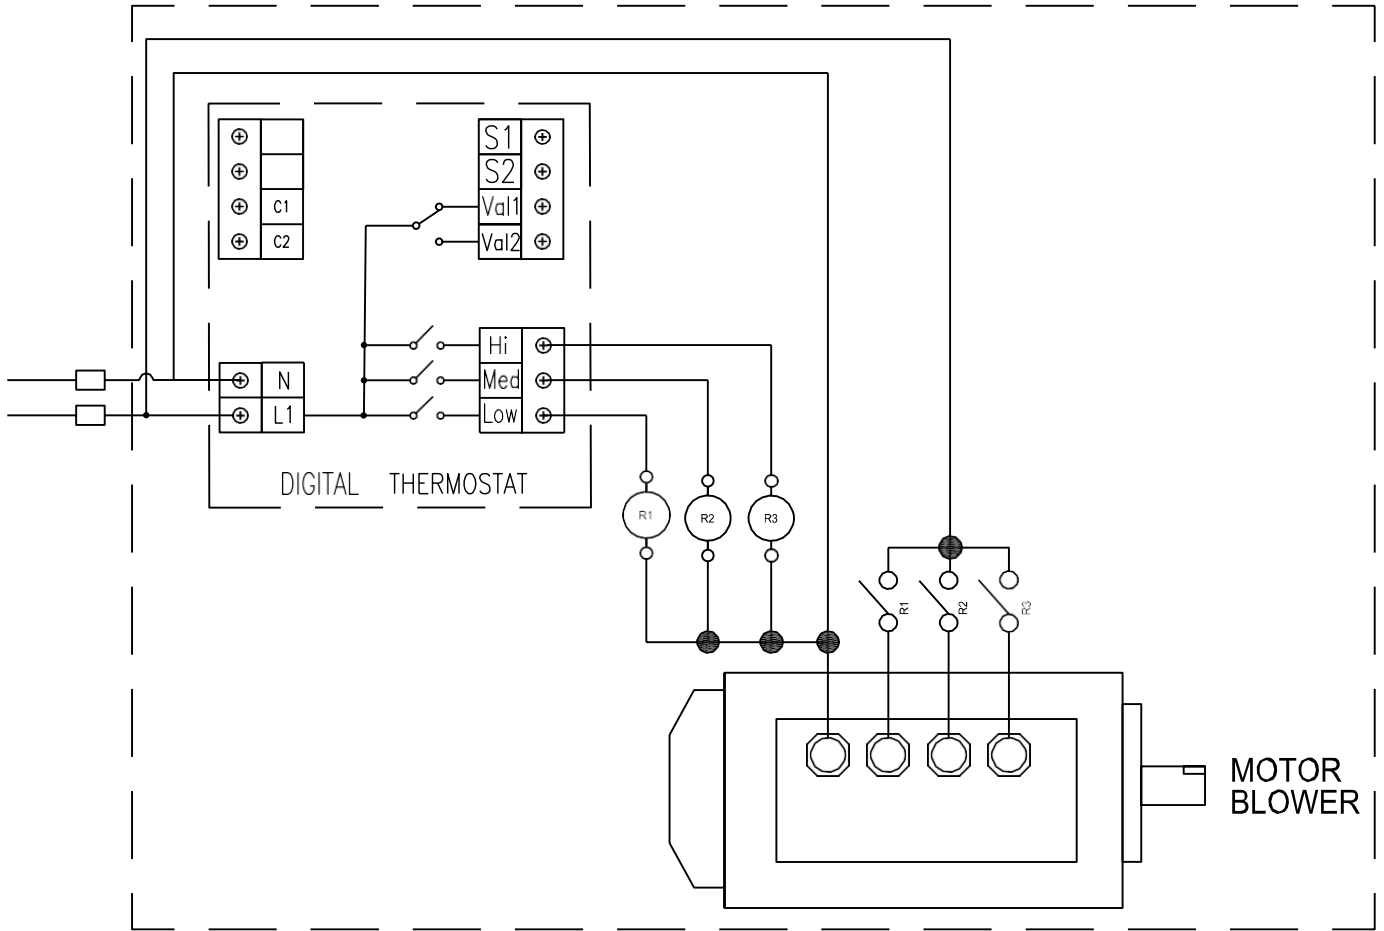 S1
S2
C1
Val1
C2
Val2
Hi
N
Med
L1
Low
DIGITAL THERMOSTAT
R1
R2
R3
R1
R2
R3
MOTOR
BLOWER